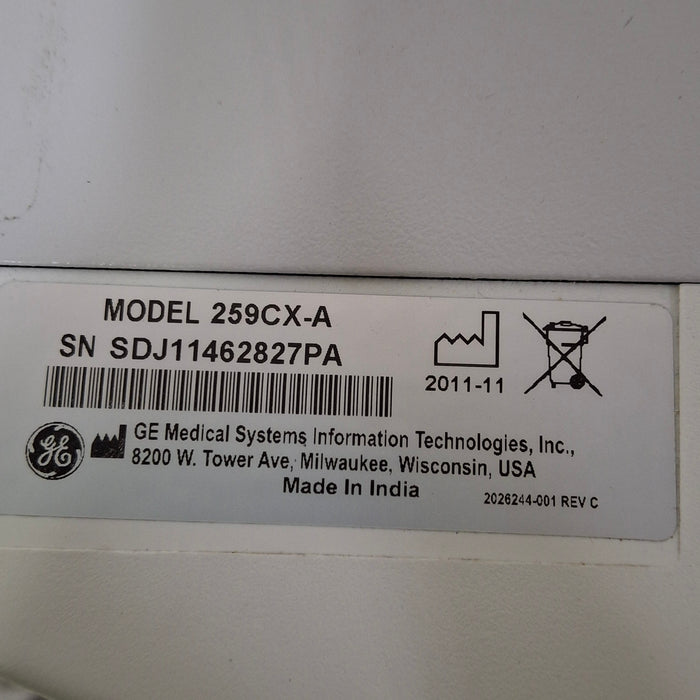 MODEL 259CX-A
SN SDJ11462827PA
2011-11
GE
GE Medical Systems Information Technologies, Inc.,
8200 W. Tower Ave, Milwaukee, Wisconsin, USA
Made In India
2026244-001 REV C